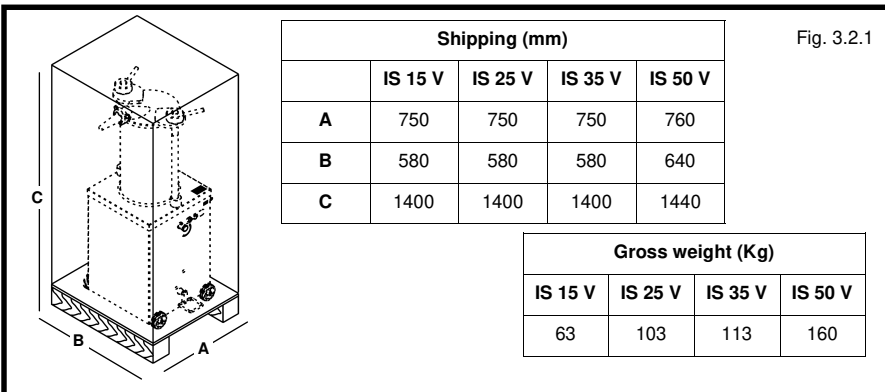 Fig. 3.2.1
Shipping (mm)
IS 15 V IS 25 V IS 35 V IS 50 V
A 750 750 750 760
B 580 580 580 640
C 1400 1400 1400 1440
Gross weight (Kg)
IS 15 V IS 25 V IS 35 V IS 50 V
63 103 113 160
C
B
A